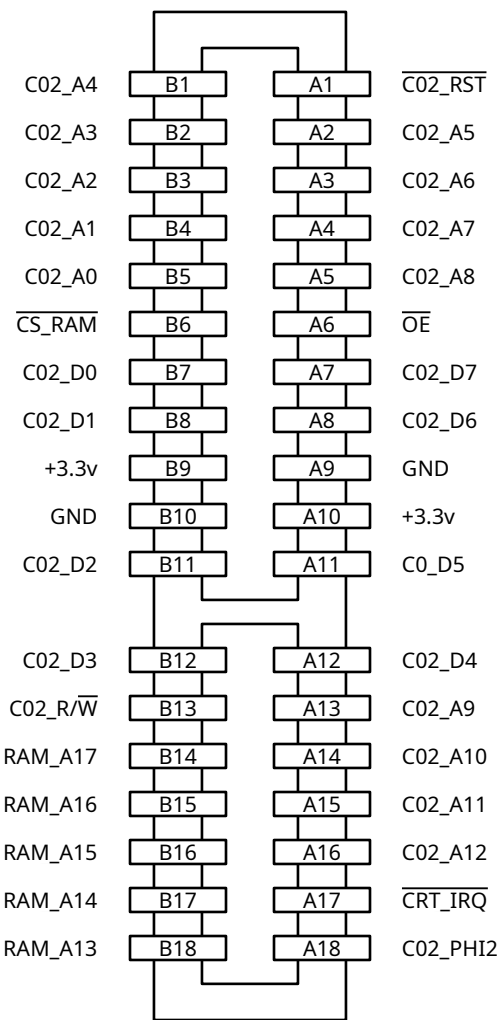 C02_A4 B1 A1 C02_RST
C02_A3 B2 A2 C02_A5
C02_A2 B3 A3 C02_A6
C02_A1 B4 A4 C02_A7
C02_A0 B5 A5 C02_A8
CS_RAM B6 A6 OE
C02_D0 B7 A7 C02_D7
C02_D1 B8 A8 C02_D6
+3.3v B9 A9 GND
GND B10 A10 +3.3v
C02_D2 B11 A11 C0_D5
C02_D3 B12 A12 C02_D4
C02_R/W B13 A13 C02_A9
RAM_A17 B14 A14 C02_A10
RAM_A16 B15 A15 C02_A11
RAM_A15 B16 A16 C02_A12
RAM_A14 B17 A17 CRT_IRQ
RAM_A13 B18 A18 C02_PHI2